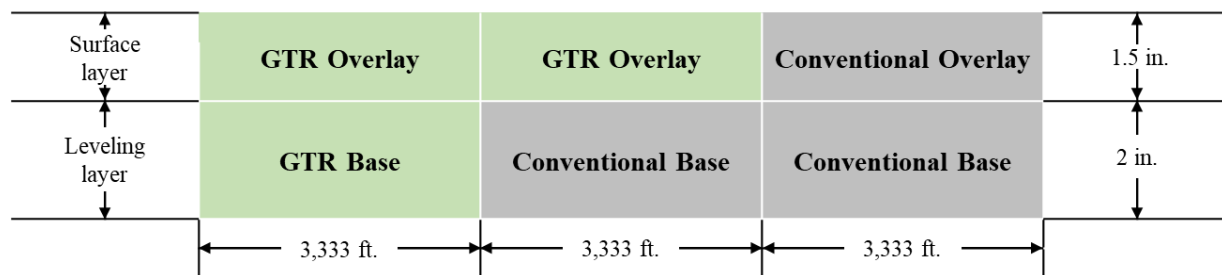 Surface
layer
GTR Overlay
GTR Overlay
Conventional Overlay
1.5 in.
Leveling
layer
GTR Base
Conventional Base
Conventional Base
2 in.
3,333 ft.
3,333 ft.
3,333 ft.